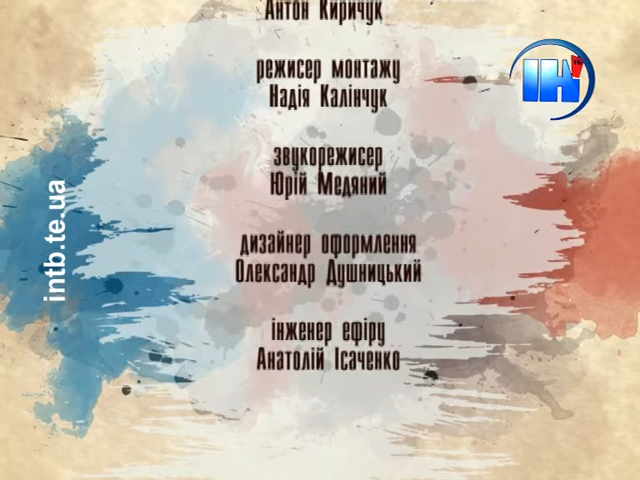 Антон Киричук
режисер монтажу
Надія Калінчук
звукорежисер
Юрій Медяний
дизайнер оформлення
Олександр Душницький
інженер ефіру
Анатолій Ісаченко
intb.te.ua
ІН